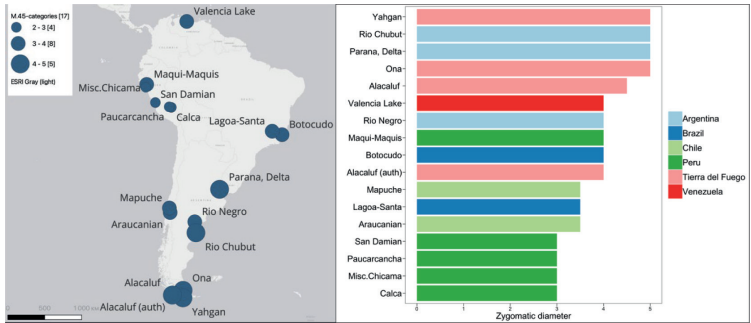 M.45-categories [17]
2 - 3 [4]
3 - 4 [8]
4 - 5 [5]
ESRI Gray (light)
Valencia Lake
Maqui-Maquis
Misc.Chicama
San Damian
Paucarcancha
Calca
Lagoa-Santa
Botocudo
Parana, Delta
Mapuche
Araucanian
Rio Negro
Rio Chubut
Alacaluf
Ona
Alacaluf (auth)
Yahgan
0 500 1000
Yahgan
Rio Chubut
Parana, Delta
Ona
Alacaluf
Valencia Lake
Rio Negro
Maqui-Maquis
Botocudo
Alacaluf (auth)
Mapuche
Lagoa-Santa
Araucanian
San Damian
Paucarcancha
Misc.Chicama
Calca
0 1 2 3 4 5
Zygomatic diameter
Argentina
Brazil
Chile
Peru
Tierra del Fuego
Venezuela